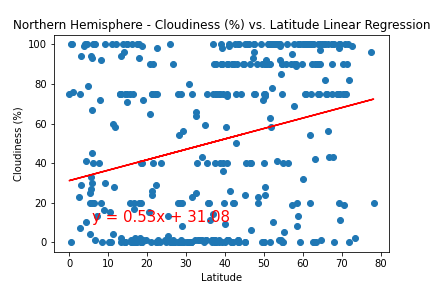 Northern Hemisphere - Cloudiness (%) vs. Latitude Linear Regression
Cloudiness (%)
100
80
60
40
20
0
y = 0.53x + 31.08
0 10 20 30 40 50 60 70 80
Latitude